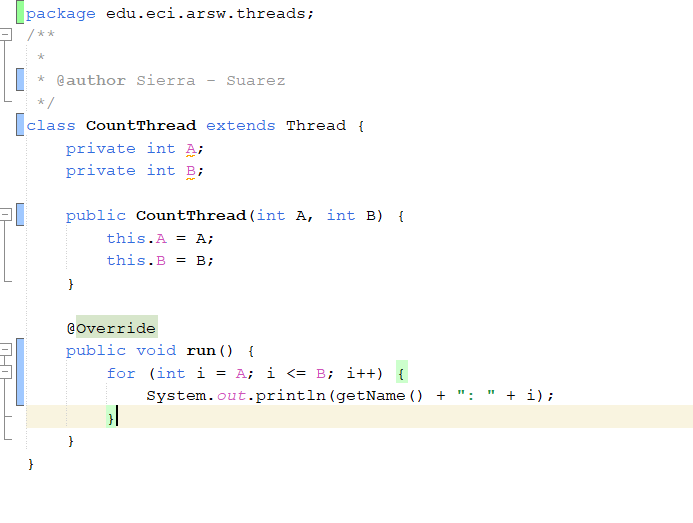 package edu.eci.arsw.threads;
/**
 *
 * @author Sierra - Suarez
 */
class CountThread extends Thread {
    private int A;
    private int B;

    public CountThread(int A, int B) {
        this.A = A;
        this.B = B;
    }

    @Override
    public void run() {
        for (int i = A; i <= B; i++) {
            System.out.println(getName() + ": " + i);
        }
    }
}